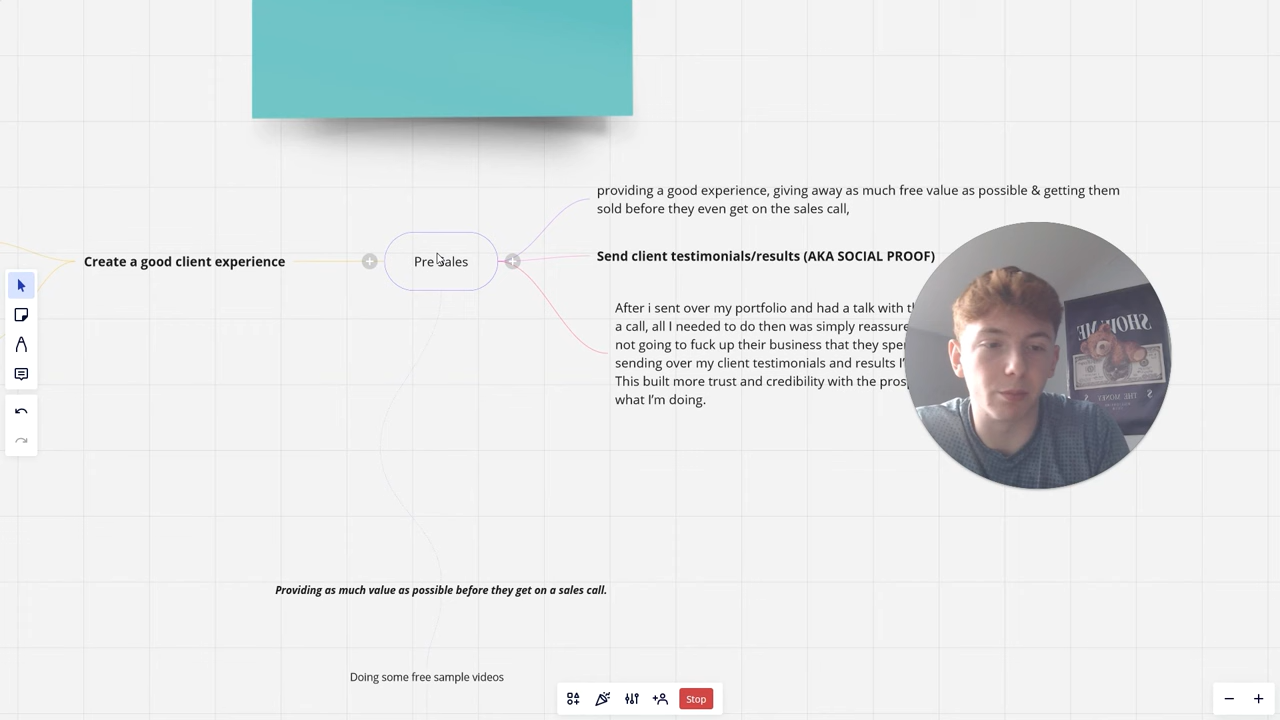 providing a good experience, giving away as much free value as possible & getting them
sold before they even get on the sales call,
Create a good client experience
Pre Sales
Send client testimonials/results (AKA SOCIAL PROOF)
After i sent over my portfolio and had a talk with
a call, all I needed to do then was simply reassure
not going to fuck up their business that they
sending over my client testimonials and results
This built more trust and credibility with the
what I'm doing.
SHOW ME
THE MONEY
Providing as much value as possible before they get on a sales call.
Doing some free sample videos
Stop